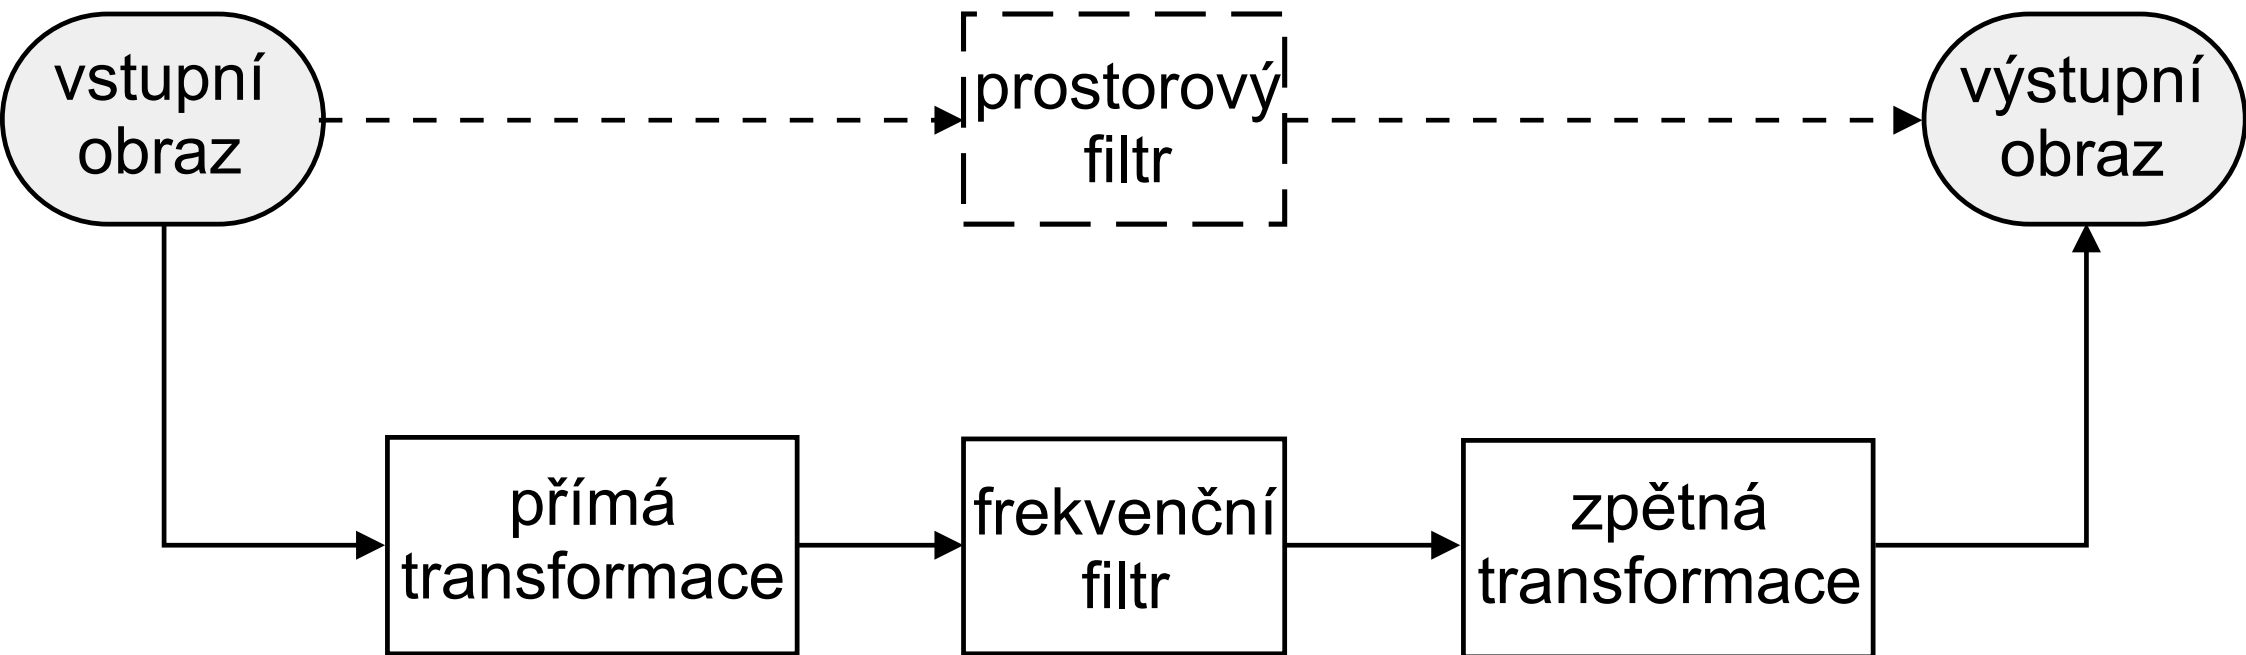 vstupní
obraz
prostorový
filtr
výstupní
obraz
přímá
transformace
frekvenční
filtr
zpětná
transformace